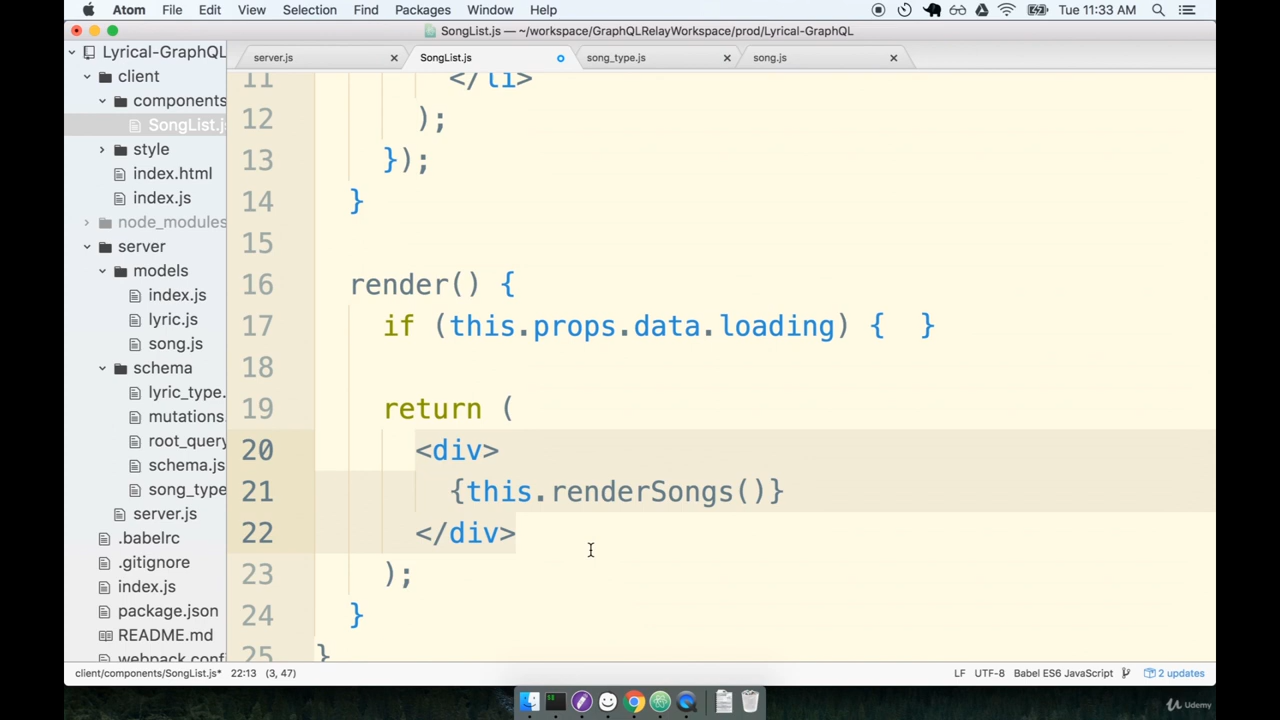 Atom File Edit View Selection Find Packages Window Help Tue 11:33 AM
SongList.js — ~/workspace/GraphQLRelayWorkspace/prod/Lyrical-GraphQL
Lyrical-GraphQL
client
components
SongList.js
style
index.html
index.js
node_modules
server
models
index.js
lyric.js
song.js
schema
lyric_type.
mutations.
root_query
schema.js
song_type
server.js
.babelrc
.gitignore
index.js
package.json
README.md
webpack.confi
server.js SongList.js song_type.js song.js
11 </li>
12 );
13 });
14 }
15
16 render() {
17 if (this.props.data.loading) {  }
18
19 return (
20 <div>
21 {this.renderSongs()}
22 </div>
23 );
24 }
25 }
client/components/SongList.js* 22:13 (3, 47) LF UTF-8 Babel ES6 JavaScript 2 updates
Udemy